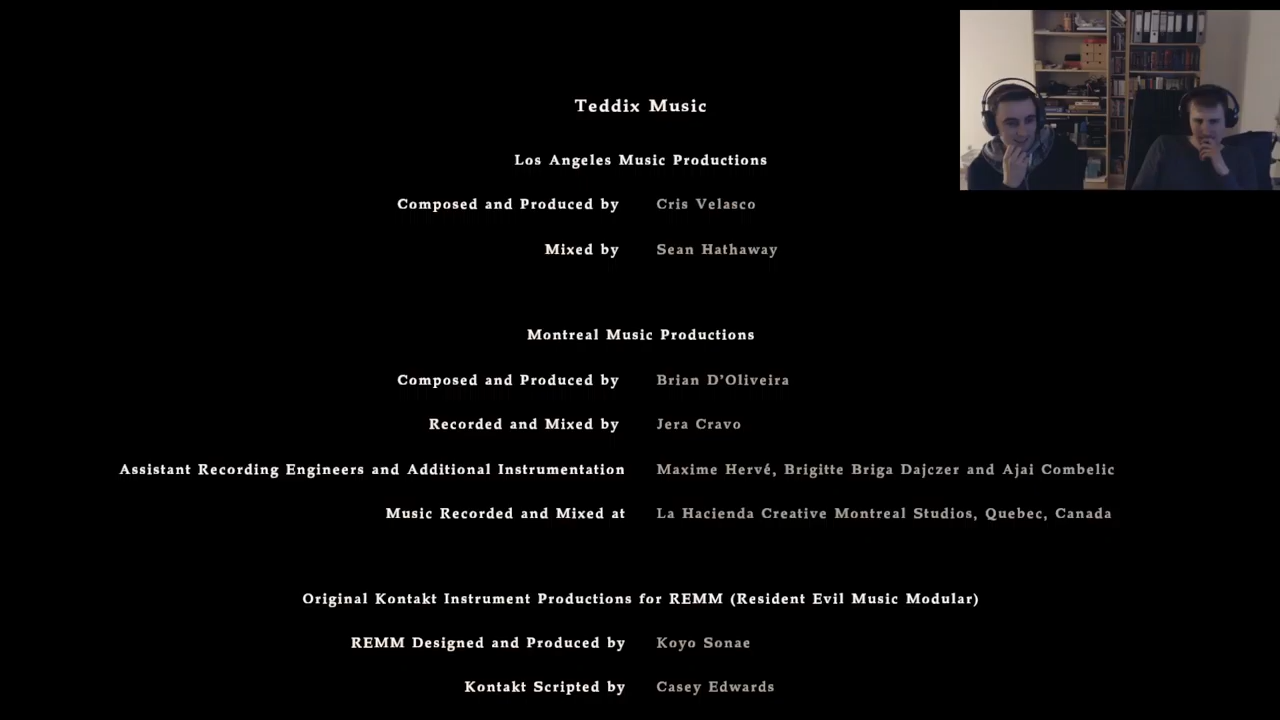 Teddix Music
Los Angeles Music Productions
Composed and Produced by Cris Velasco
Mixed by Sean Hathaway
Montreal Music Productions
Composed and Produced by Brian D'Oliveira
Recorded and Mixed by Jera Cravo
Assistant Recording Engineers and Additional Instrumentation Maxime Hervé, Brigitte Briga Dajczer and Ajai Combelic
Music Recorded and Mixed at La Hacienda Creative Montreal Studios, Quebec, Canada
Original Kontakt Instrument Productions for REMM (Resident Evil Music Modular)
REMM Designed and Produced by Koyo Sonae
Kontakt Scripted by Casey Edwards